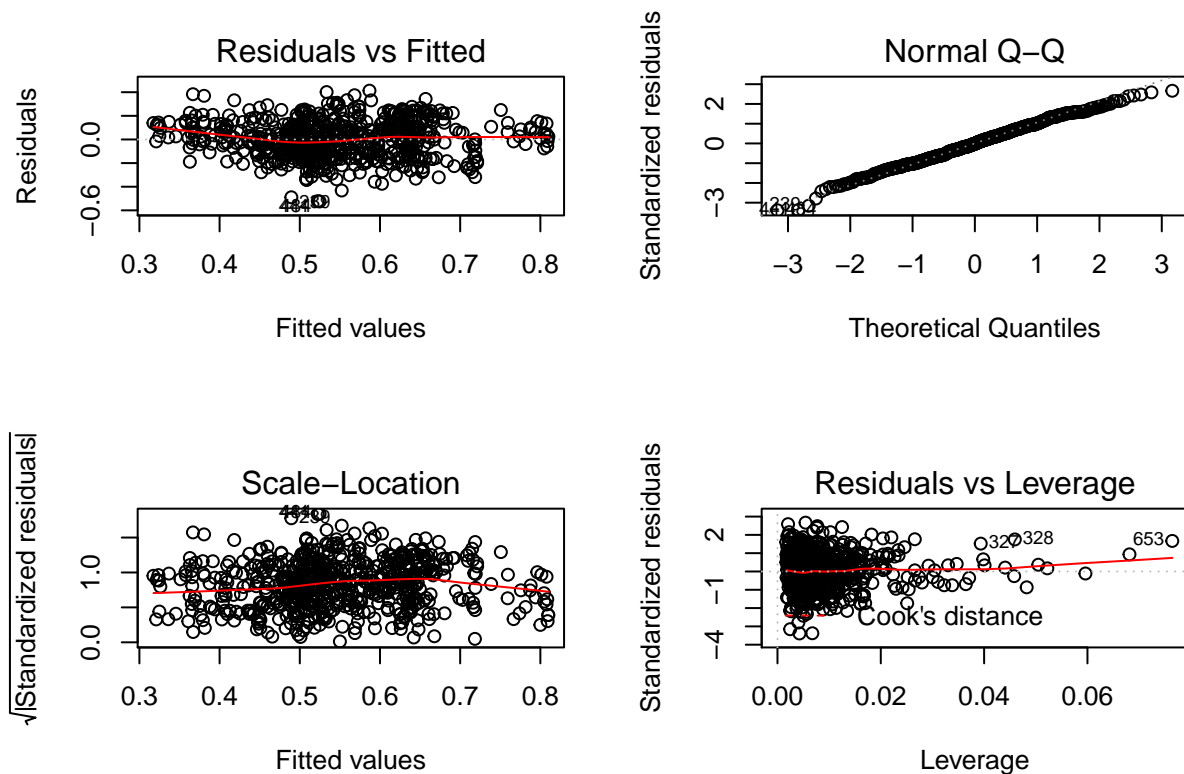 Residuals vs Fitted
Residuals
0.0
−0.6
0.3 0.4 0.5 0.6 0.7 0.8
Fitted values
Normal Q−Q
Standardized residuals
2
0
−3
−3 −2 −1 0 1 2 3
Theoretical Quantiles
Scale−Location
√|Standardized residuals|
1.0
0.0
0.3 0.4 0.5 0.6 0.7 0.8
Fitted values
Residuals vs Leverage
Standardized residuals
2
−1
−4
327 328 653
Cook's distance
0.00 0.02 0.04 0.06
Leverage